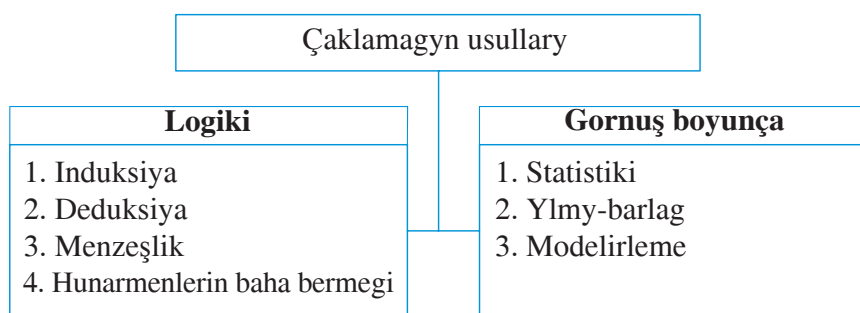 Çaklamagyn usullary
Logiki
1. Induksiya
2. Deduksiya
3. Menzeşlik
4. Hunarmenlerin baha bermegi
Gornuş boyunça
1. Statistiki
2. Ylmy-barlag
3. Modelirleme